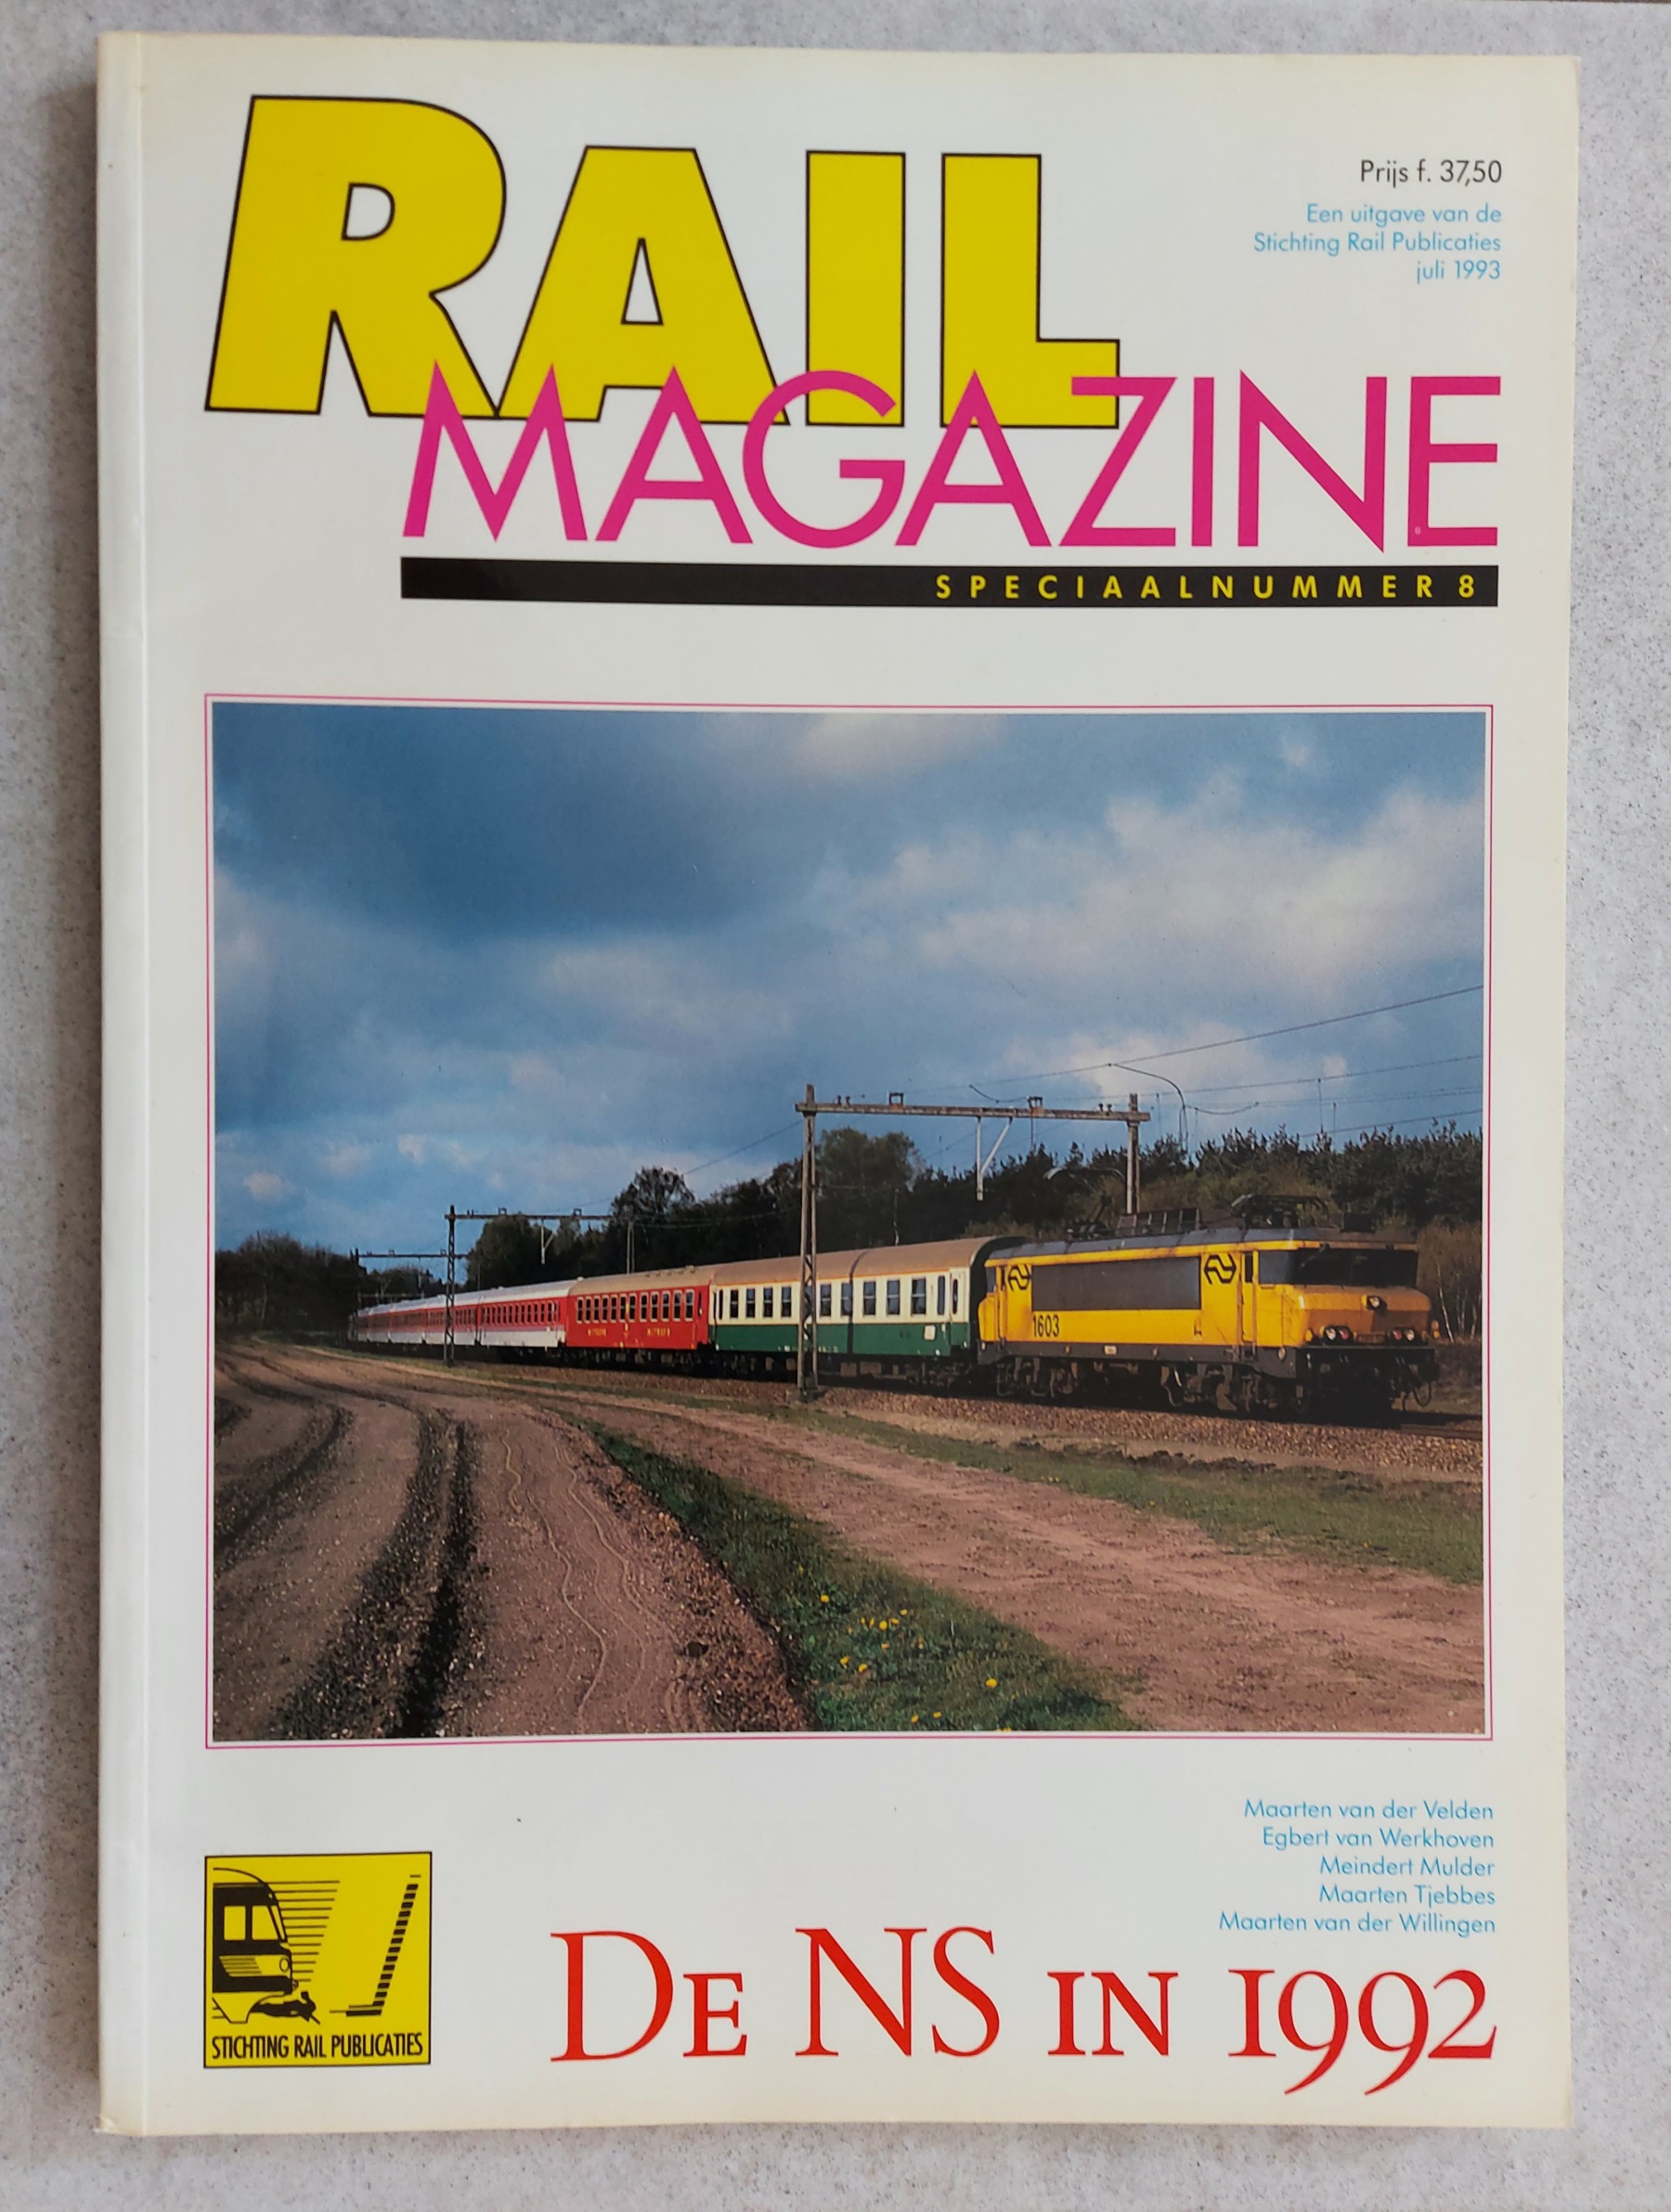 RAIL
MAGAZINE
Prijs f. 37,50
Een uitgave van de
Stichting Rail Publicaties
juli 1993
SPECIAALNUMMER 8
1603
Maarten van der Velden
Egbert van Werkhoven
Meindert Mulder
Maarten Tjebbes
Maarten van der Willingen
STICHTING RAIL PUBLICATIES
DE NS IN 1992